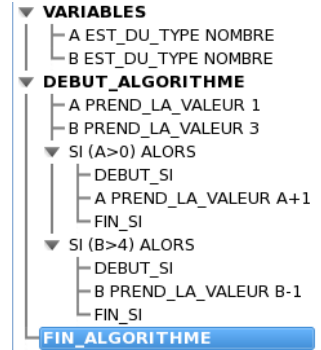 VARIABLES
A EST_DU_TYPE NOMBRE
B EST_DU_TYPE NOMBRE
DEBUT_ALGORITHME
A PREND_LA_VALEUR 1
B PREND_LA_VALEUR 3
SI (A>0) ALORS
DEBUT_SI
A PREND_LA_VALEUR A+1
FIN_SI
SI (B>4) ALORS
DEBUT_SI
B PREND_LA_VALEUR B-1
FIN_SI
FIN_ALGORITHME